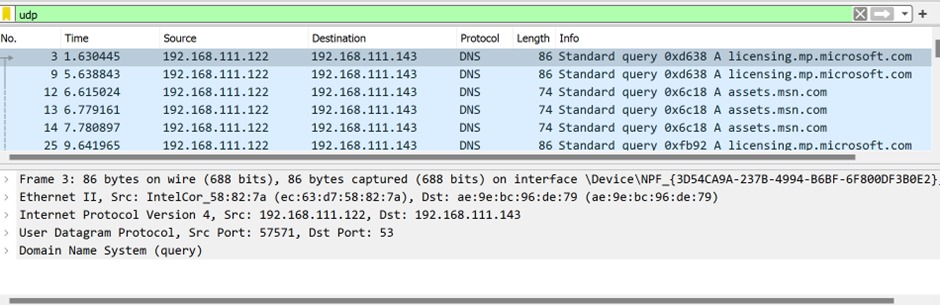 udp
No. Time Source Destination Protocol Length Info
3 1.630445 192.168.111.122 192.168.111.143 DNS 86 Standard query 0xd638 A licensing.mp.microsoft.com
9 5.638843 192.168.111.122 192.168.111.143 DNS 86 Standard query 0xd638 A licensing.mp.microsoft.com
12 6.615024 192.168.111.122 192.168.111.143 DNS 74 Standard query 0x6c18 A assets.msn.com
13 6.779161 192.168.111.122 192.168.111.143 DNS 74 Standard query 0x6c18 A assets.msn.com
14 7.780897 192.168.111.122 192.168.111.143 DNS 74 Standard query 0x6c18 A assets.msn.com
25 9.641965 192.168.111.122 192.168.111.143 DNS 86 Standard query 0xfb92 A licensing.mp.microsoft.com
Frame 3: 86 bytes on wire (688 bits), 86 bytes captured (688 bits) on interface \Device\NPF_{3D54CA9A-237B-4994-B6BF-6F800DF3B0E2}
Ethernet II, Src: IntelCor_58:82:7a (ec:63:d7:58:82:7a), Dst: ae:9e:bc:96:de:79 (ae:9e:bc:96:de:79)
Internet Protocol Version 4, Src: 192.168.111.122, Dst: 192.168.111.143
User Datagram Protocol, Src Port: 57571, Dst Port: 53
Domain Name System (query)